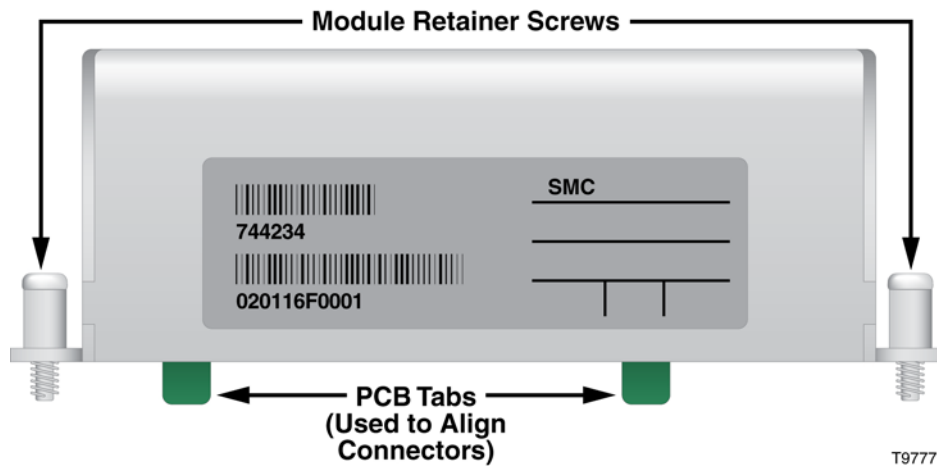 Module Retainer Screws
SMC
744234
020116F0001
PCB Tabs
(Used to Align
Connectors)
T9777